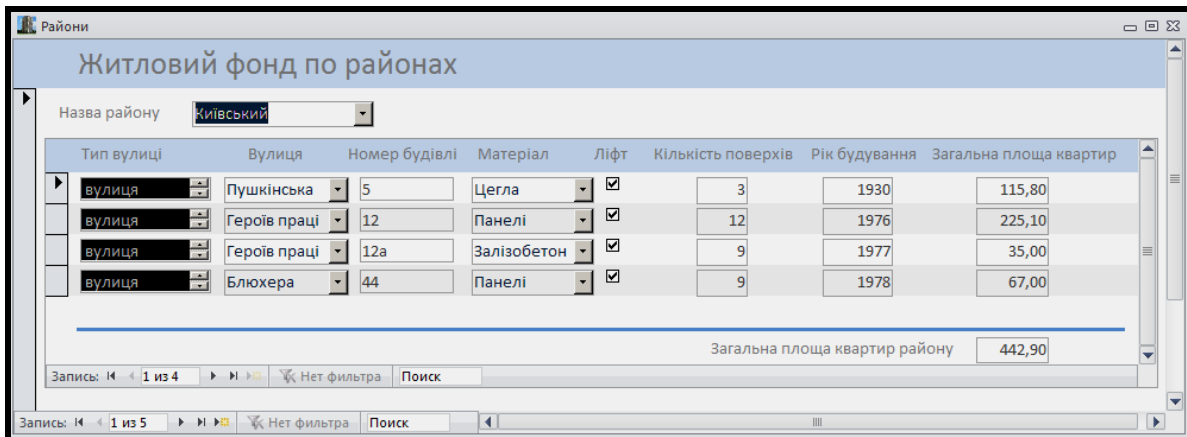 Райони
Житловий фонд по районах
Назва району Київський
Тип вулиці Вулиця Номер будівлі Матеріал Ліфт Кількість поверхів Рік будування Загальна площа квартир
вулиця Пушкінська 5 Цегла 3 1930 115,80
вулиця Героїв праці 12 Панелі 12 1976 225,10
вулиця Героїв праці 12а Залізобетон 9 1977 35,00
вулиця Блюхера 44 Панелі 9 1978 67,00
Загальна площа квартир району 442,90
Запись: 1 из 4 Нет фильтра Поиск
Запись: 1 из 5 Нет фильтра Поиск